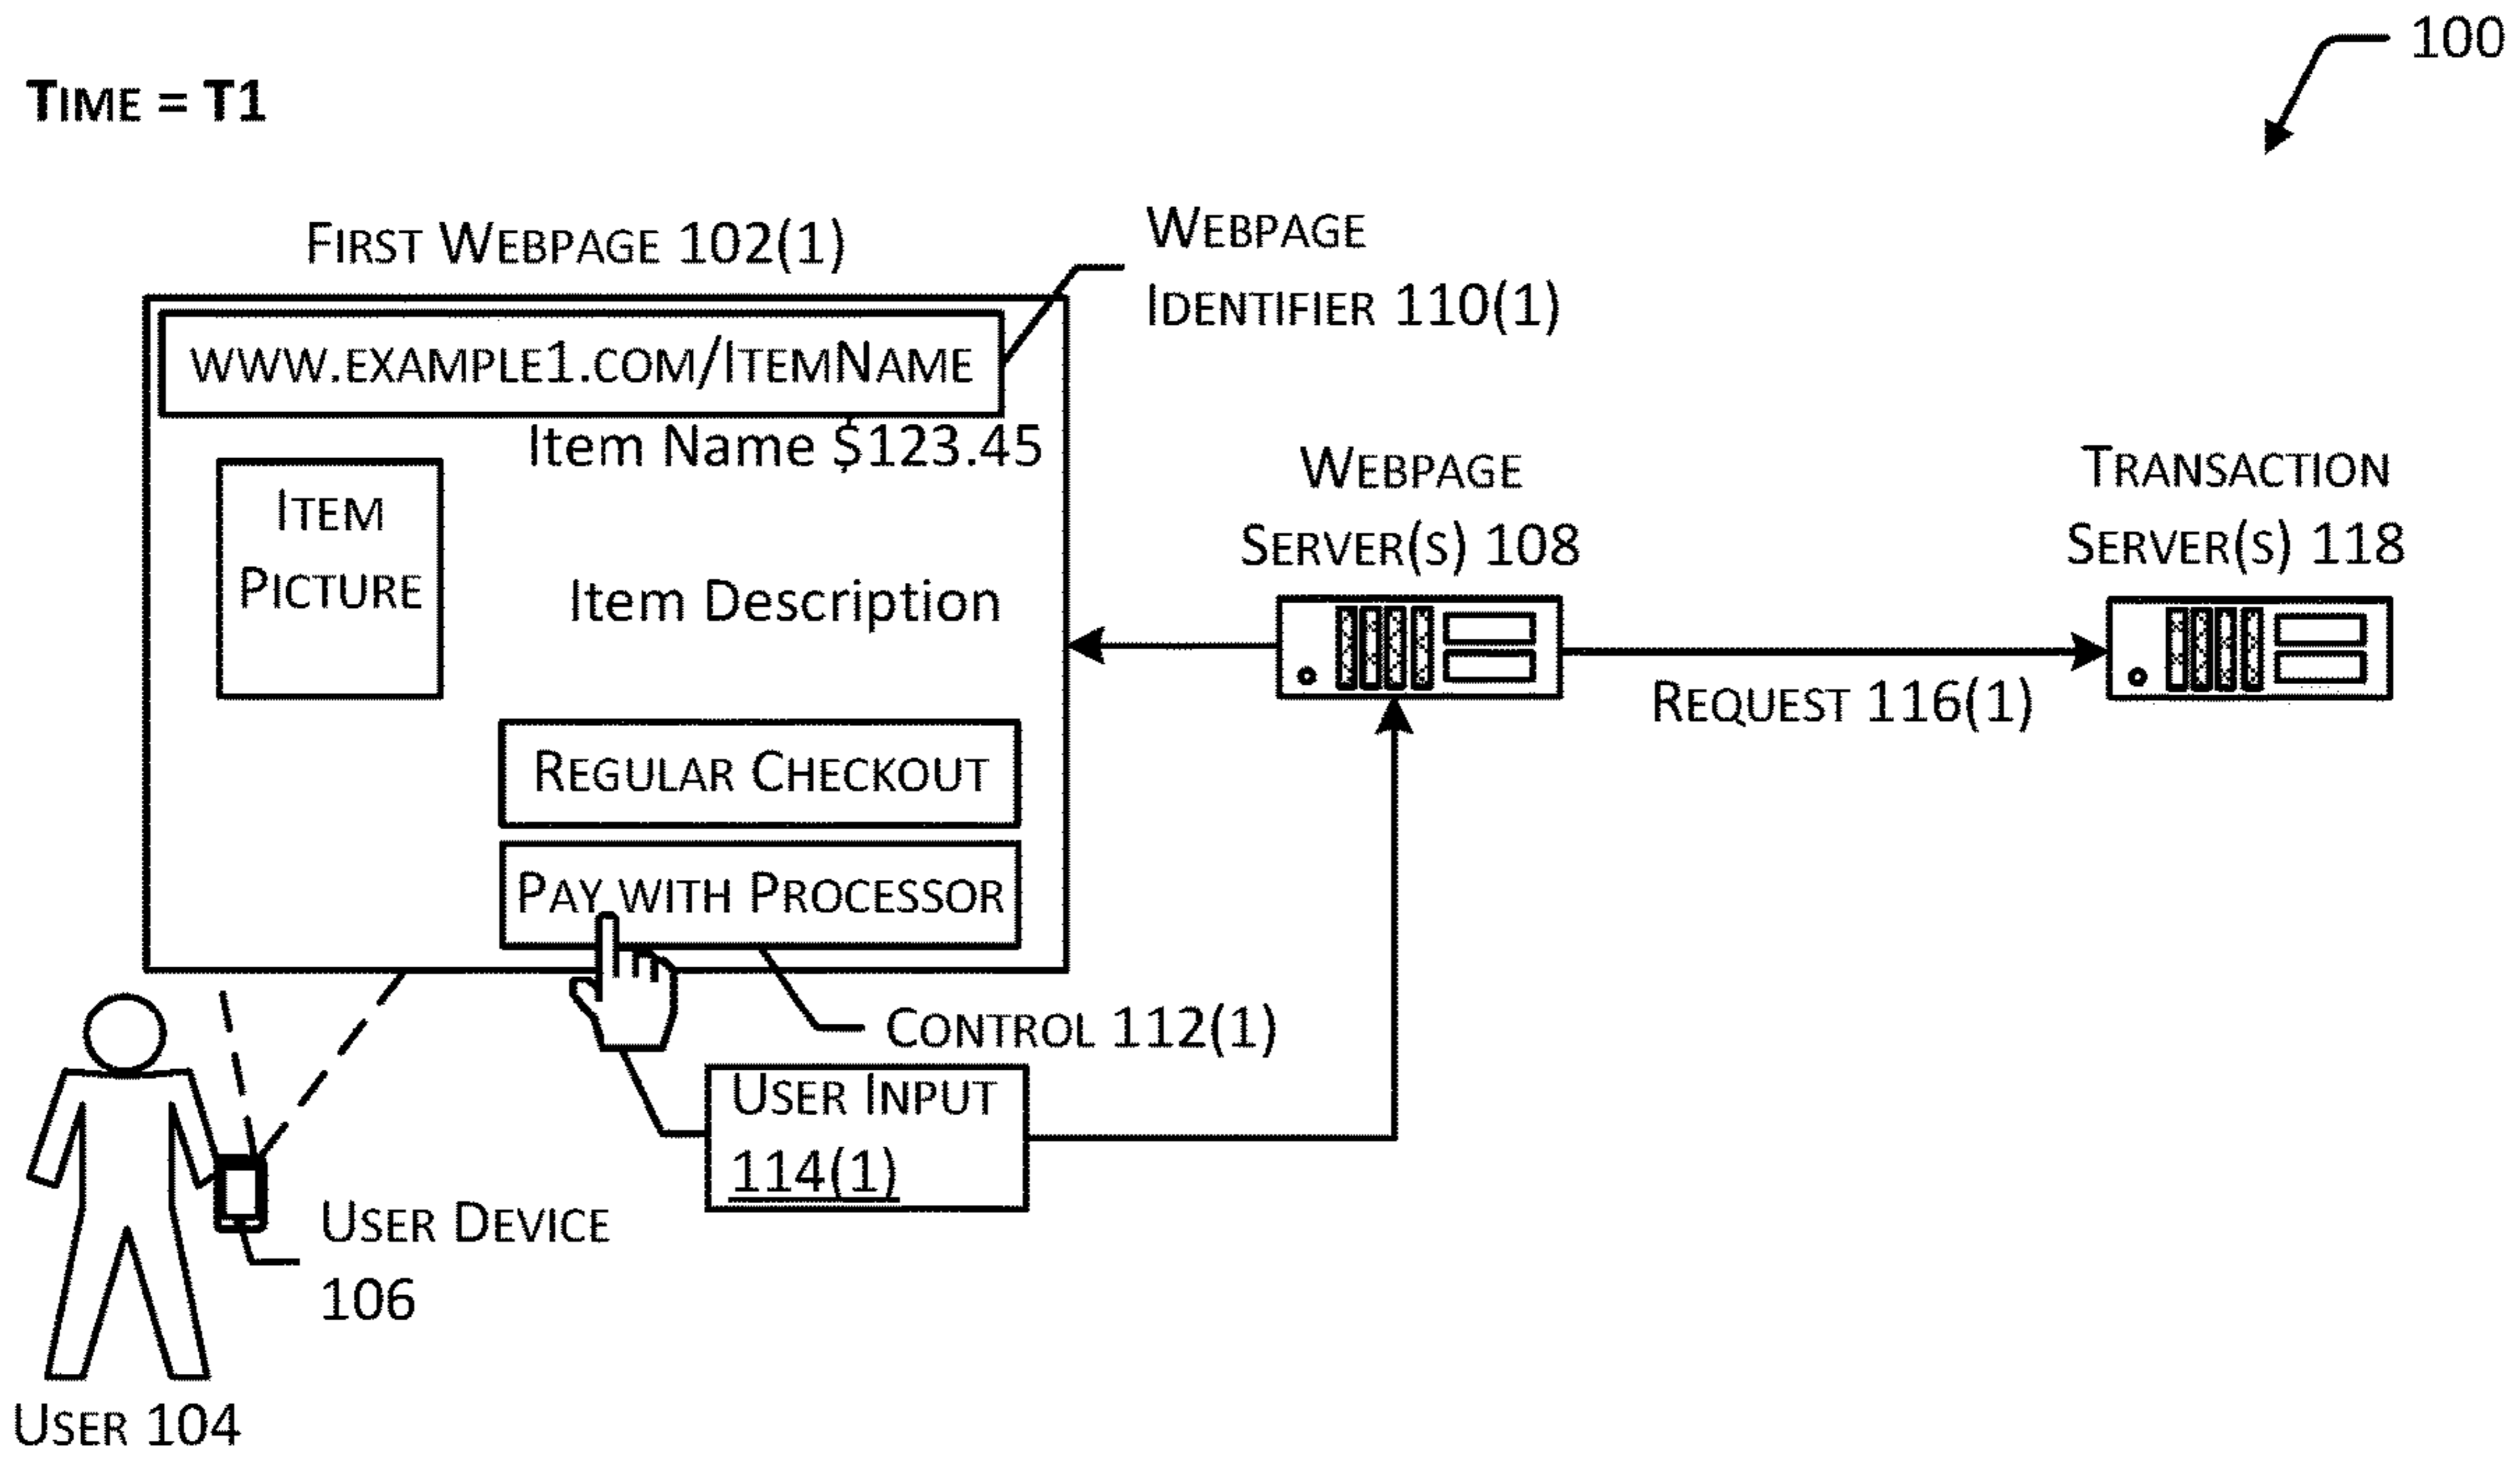 100
TIME = T1
FIRST WEBPAGE 102(1)
WEBPAGE
IDENTIFIER 110(1)
WWW.EXAMPLE1.COM/ITEMNAME
Item Name $123.45
ITEM
PICTURE
Item Description
REGULAR CHECKOUT
PAY WITH PROCESSOR
WEBPAGE
SERVER(S) 108
TRANSACTION
SERVER(S) 118
REQUEST 116(1)
CONTROL 112(1)
USER INPUT
114(1)
USER DEVICE
106
USER 104